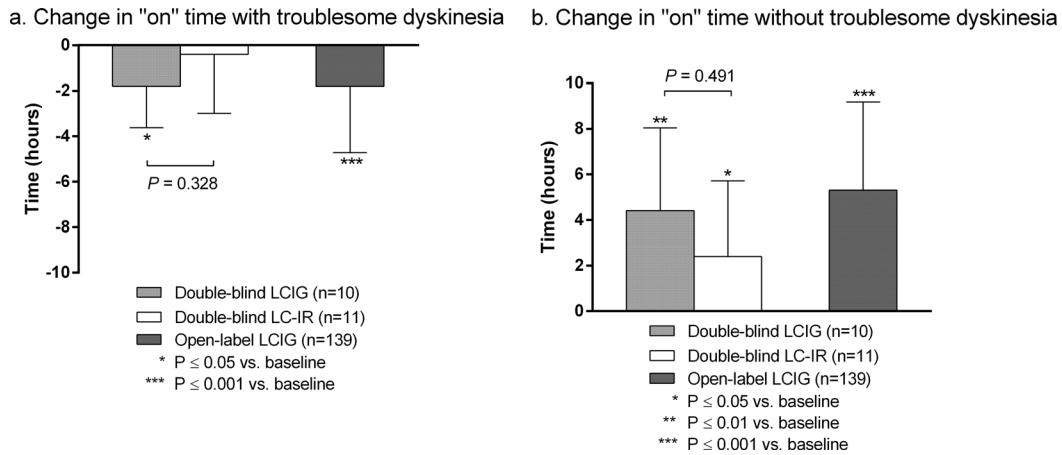 a. Change in "on" time with troublesome dyskinesia
0
-2
-4
-6
-8
-10
Time (hours)
*
***
P = 0.328
Double-blind LCIG (n=10)
Double-blind LC-IR (n=11)
Open-label LCIG (n=139)
* P ≤ 0.05 vs. baseline
*** P ≤ 0.001 vs. baseline
b. Change in "on" time without troublesome dyskinesia
10
8
6
4
2
0
Time (hours)
P = 0.491
**
*
***
Double-blind LCIG (n=10)
Double-blind LC-IR (n=11)
Open-label LCIG (n=139)
* P ≤ 0.05 vs. baseline
** P ≤ 0.01 vs. baseline
*** P ≤ 0.001 vs. baseline